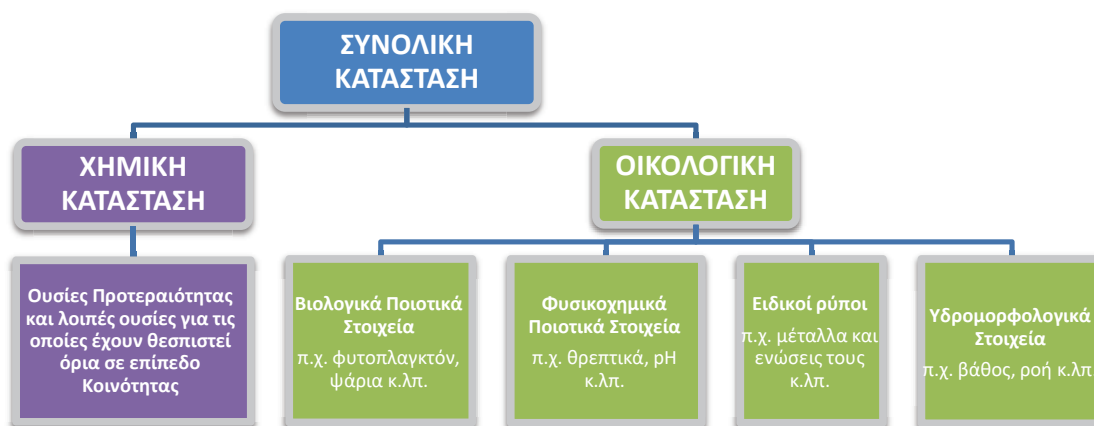 ΣΥΝΟΛΙΚΗ
ΚΑΤΑΣΤΑΣΗ
ΧΗΜΙΚΗ
ΚΑΤΑΣΤΑΣΗ
ΟΙΚΟΛΟΓΙΚΗ
ΚΑΤΑΣΤΑΣΗ
Ουσίες Προτεραιότητας
και λοιπές ουσίες για τις
οποίες έχουν θεσπιστεί
όρια σε επίπεδο
Κοινότητας
Βιολογικά Ποιοτικά
Στοιχεία
π.χ. φυτοπλαγκτόν,
ψάρια κ.λπ.
Φυσικοχημικά
Ποιοτικά Στοιχεία
π.χ. θρεπτικά, pH
κ.λπ.
Ειδικοί ρύποι
π.χ. μέταλλα και
ενώσεις τους
κ.λπ.
Υδρομορφολογικά
Στοιχεία
π.χ. βάθος, ροή κ.λπ.